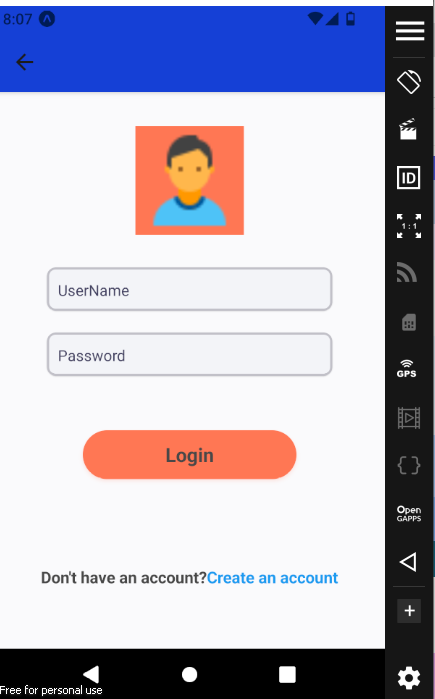 8:07
ID
1:1
UserName
GPS
Password
Login
Open
GAPPS
Don't have an account?Create an account
Free for personal use